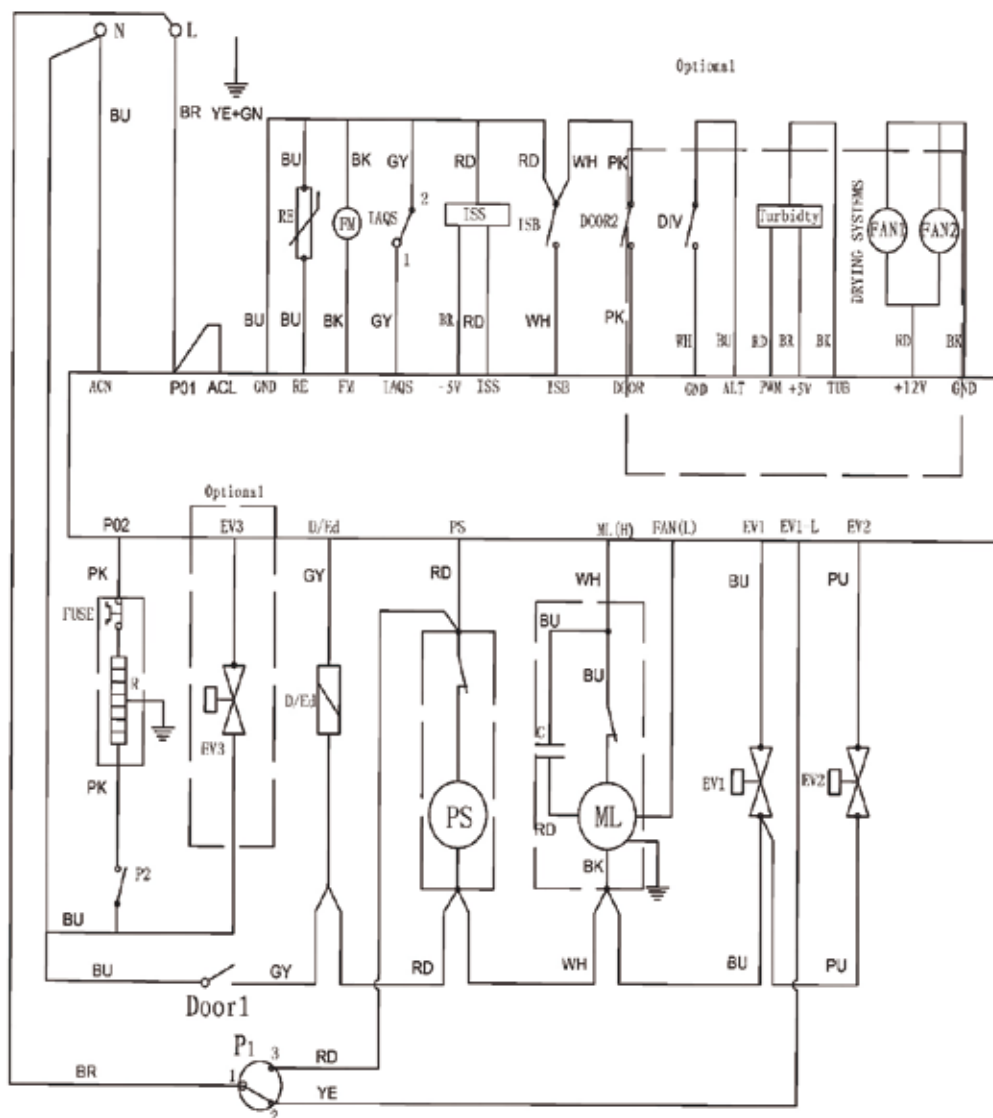 N L
Optional
BU BR YE+GN
BU BK GY RD RD WH PK
RE FM IAQS 2 ISS ISB DOOR2 DIV Turbidty DRYING SYSTEMS FAN1 FAN2
1
BU BU BK GY BR RD WH PK WH BU RD BR BK RD BK
ACN P01 ACL GND RE FM IAQS -5V ISS ISB DOOR GND ALT PWM +5V TUB +12V GND
Optional
P02 EV3 D/Ed PS ML(H) FAN(L) EV1 EV1-L EV2
PK GY RD WH BU PU
FUSE BU
R D/Ed BU
EV3 C EV1 EV2
PK PS RD ML
P2 BK
BU
BU GY RD WH BU PU
Door1
P1 3 RD
BR 1 YE
2